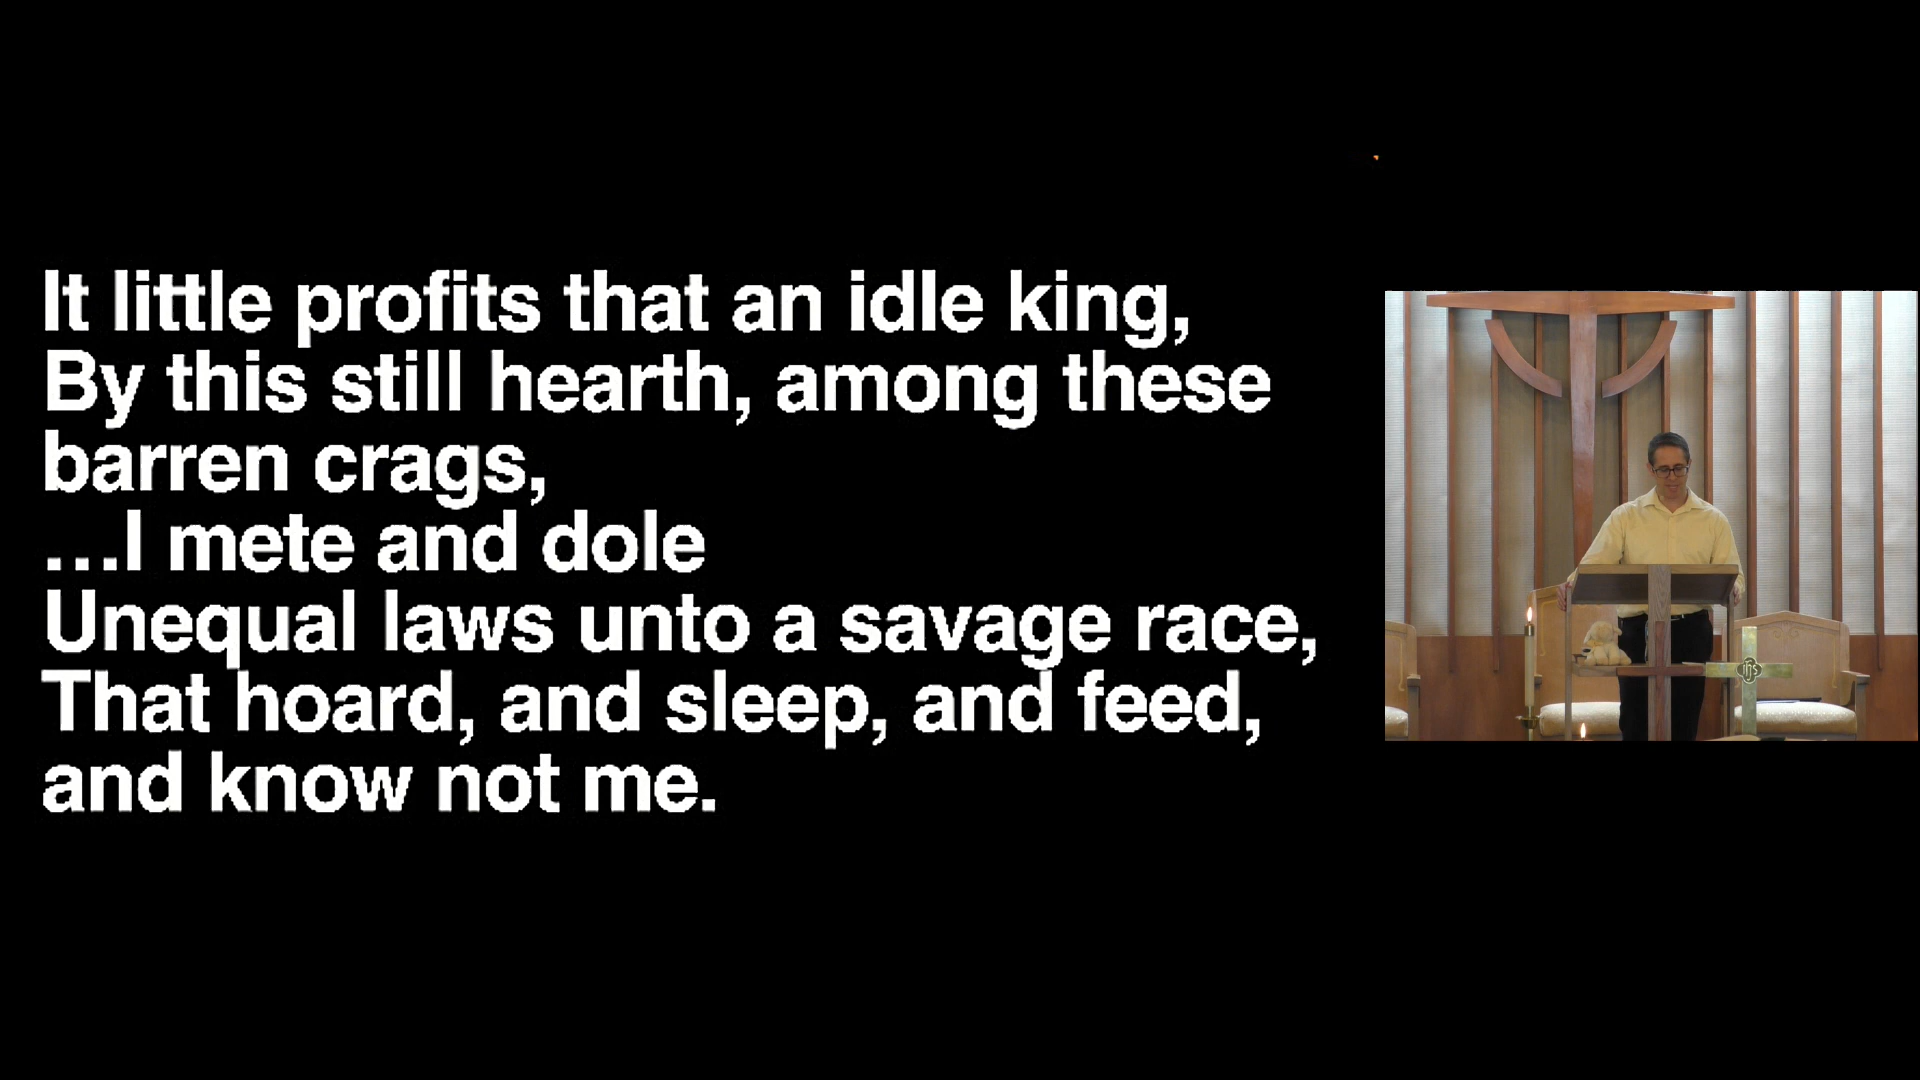 It little profits that an idle king,
By this still hearth, among these
barren crags,
…I mete and dole
Unequal laws unto a savage race,
That hoard, and sleep, and feed,
and know not me.
IHS